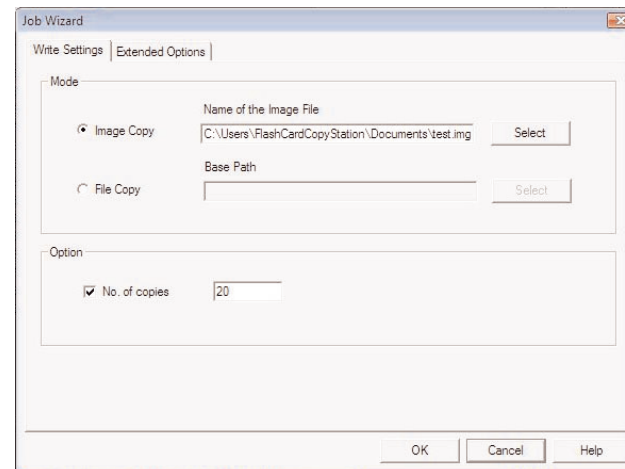 Job Wizard
Write Settings Extended Options
Mode
Name of the Image File
Image Copy C:\Users\FlashCardCopyStation\Documents\test.img Select
Base Path
File Copy Select
Option
No. of copies 20
OK Cancel Help